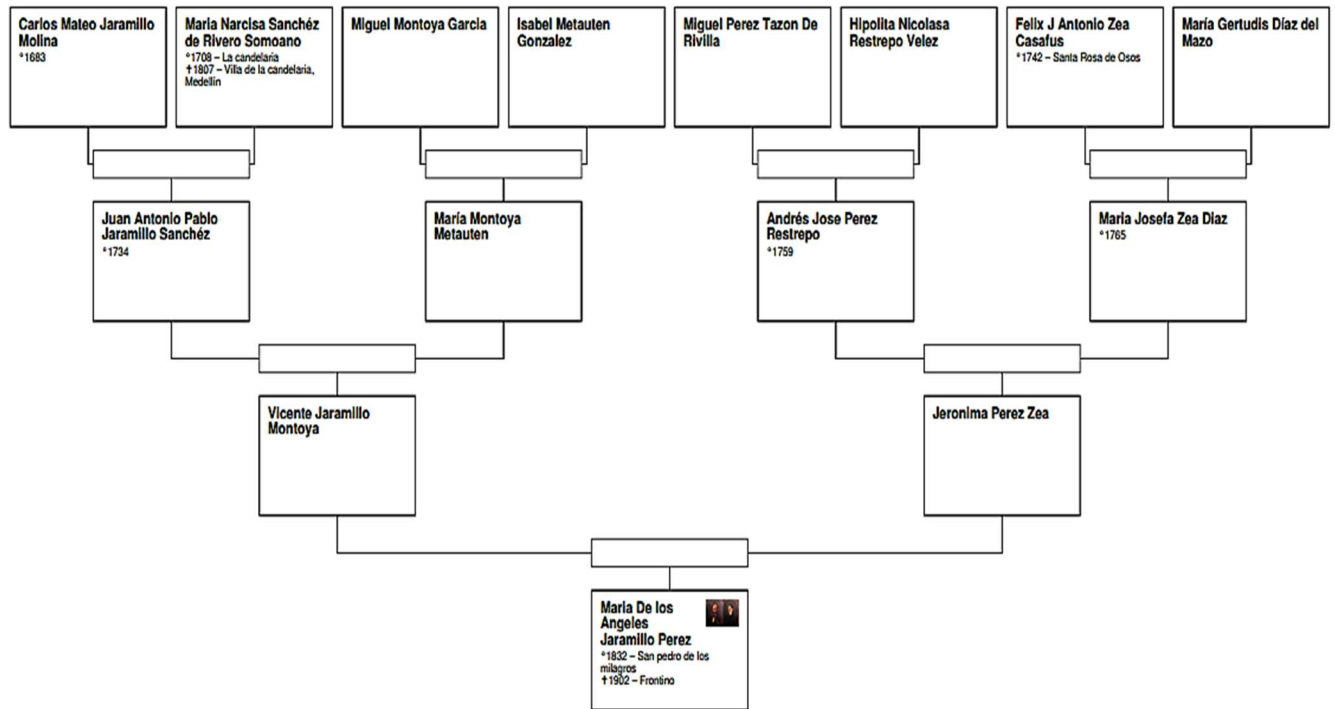 Carlos Mateo Jaramillo
Molina
*1683
Maria Narcisa Sanchéz
de Rivero Somoano
*1708 – La candelaria
✝1807 – Villa de la candelaria,
Medellín
Miguel Montoya Garcia
Isabel Metauten
Gonzalez
Miguel Perez Tazon De
Rivilla
Hipolita Nicolasa
Restrepo Velez
Felix J Antonio Zea
Casafus
*1742 – Santa Rosa de Osos
María Gertudis Díaz del
Mazo
Juan Antonio Pablo
Jaramillo Sanchéz
*1734
María Montoya
Metauten
Andrés Jose Perez
Restrepo
*1759
Maria Josefa Zea Diaz
*1765
Vicente Jaramillo
Montoya
Jeronima Perez Zea
Maria De los
Angeles
Jaramillo Perez
*1832 – San pedro de los
milagros
✝1902 – Frontino